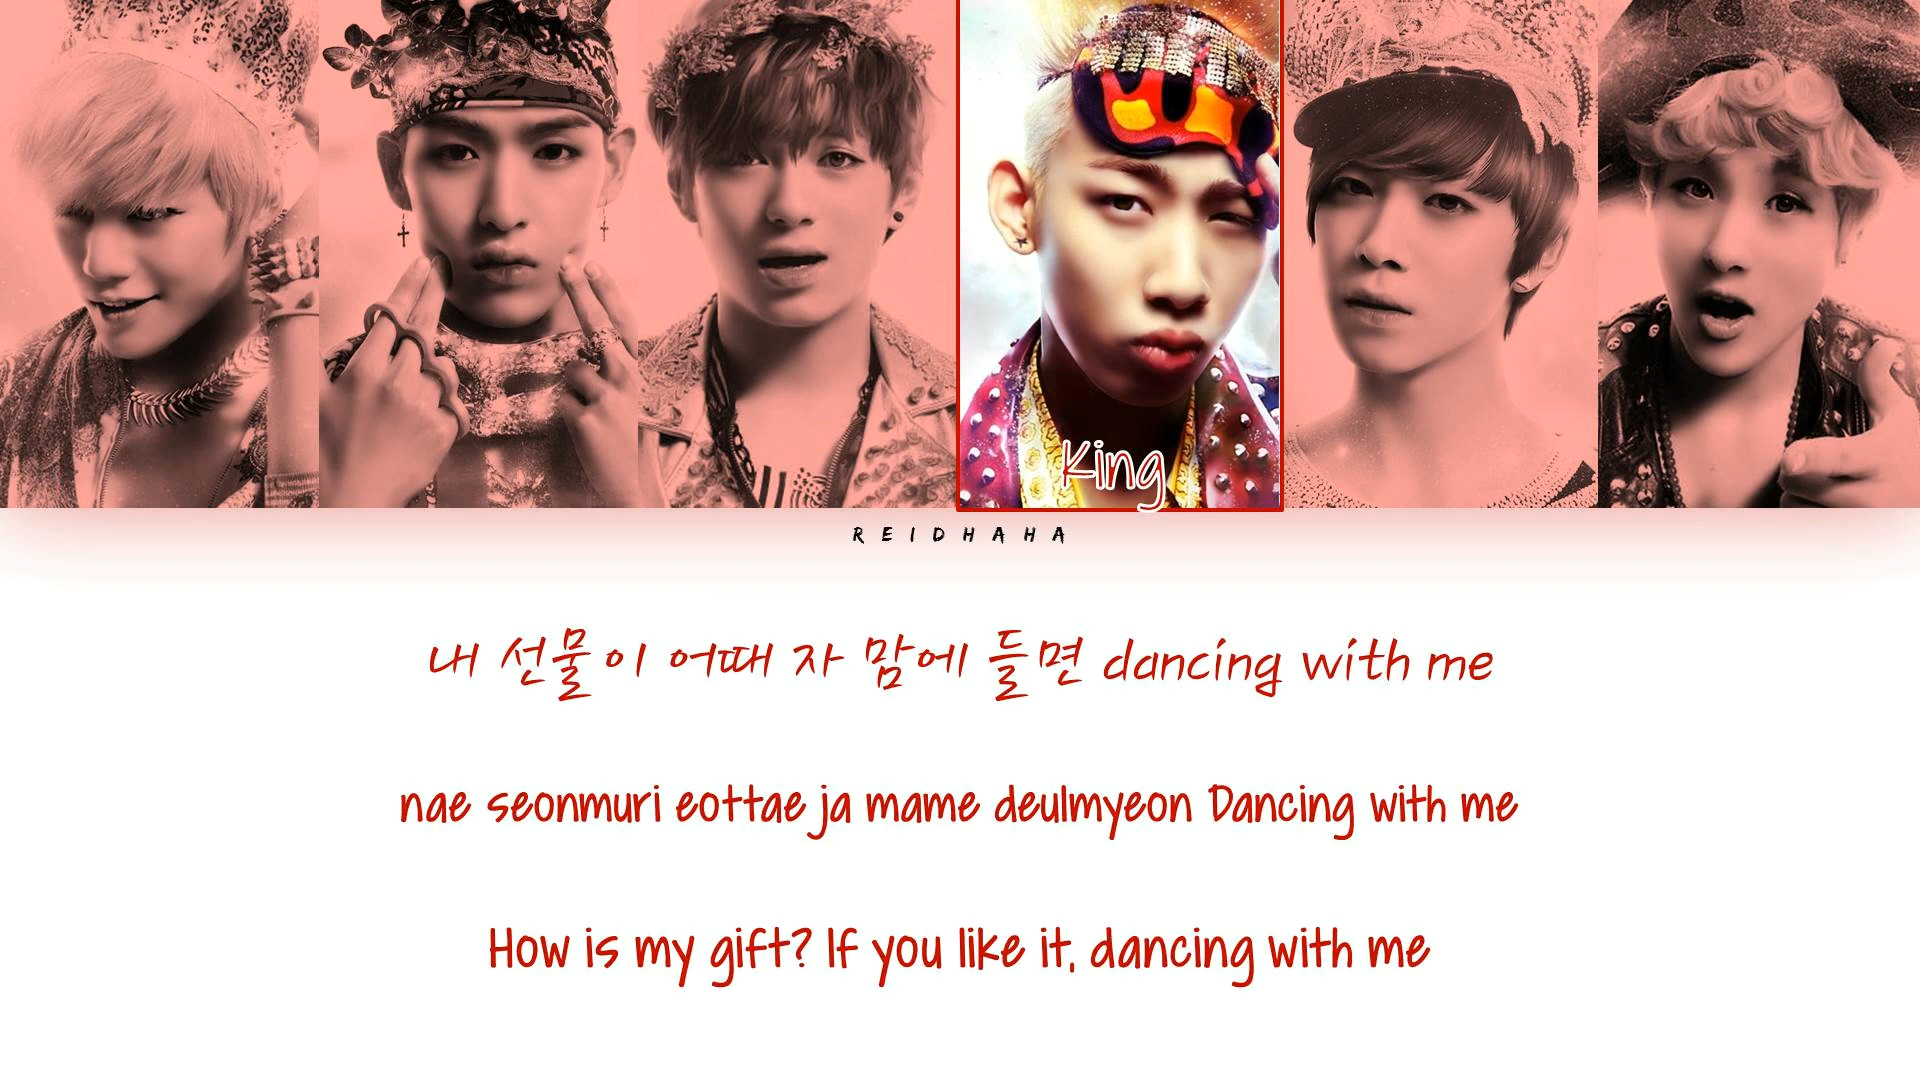 King
REIDHAHA
내 선물이 어때 자 맘에 들면 dancing with me
nae seonmuri eottae ja mame deulmyeon Dancing with me
How is my gift? If you like it, dancing with me